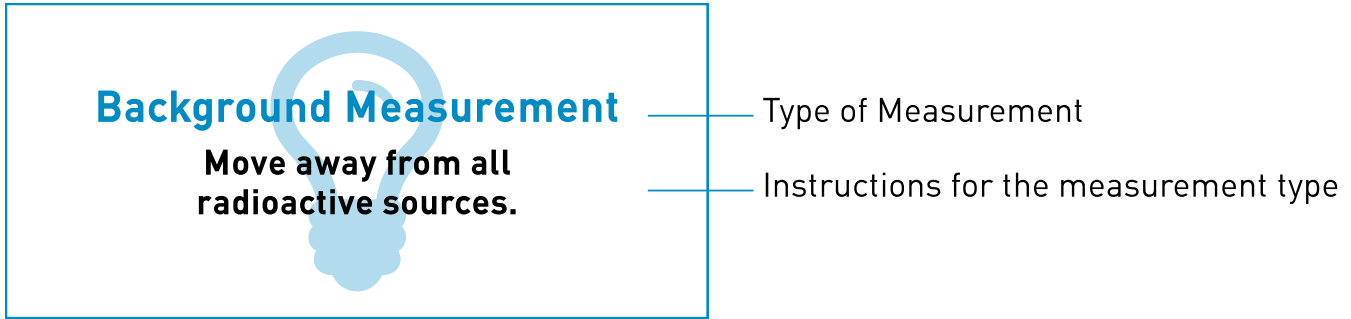 Background Measurement
Move away from all
radioactive sources.
Type of Measurement
Instructions for the measurement type